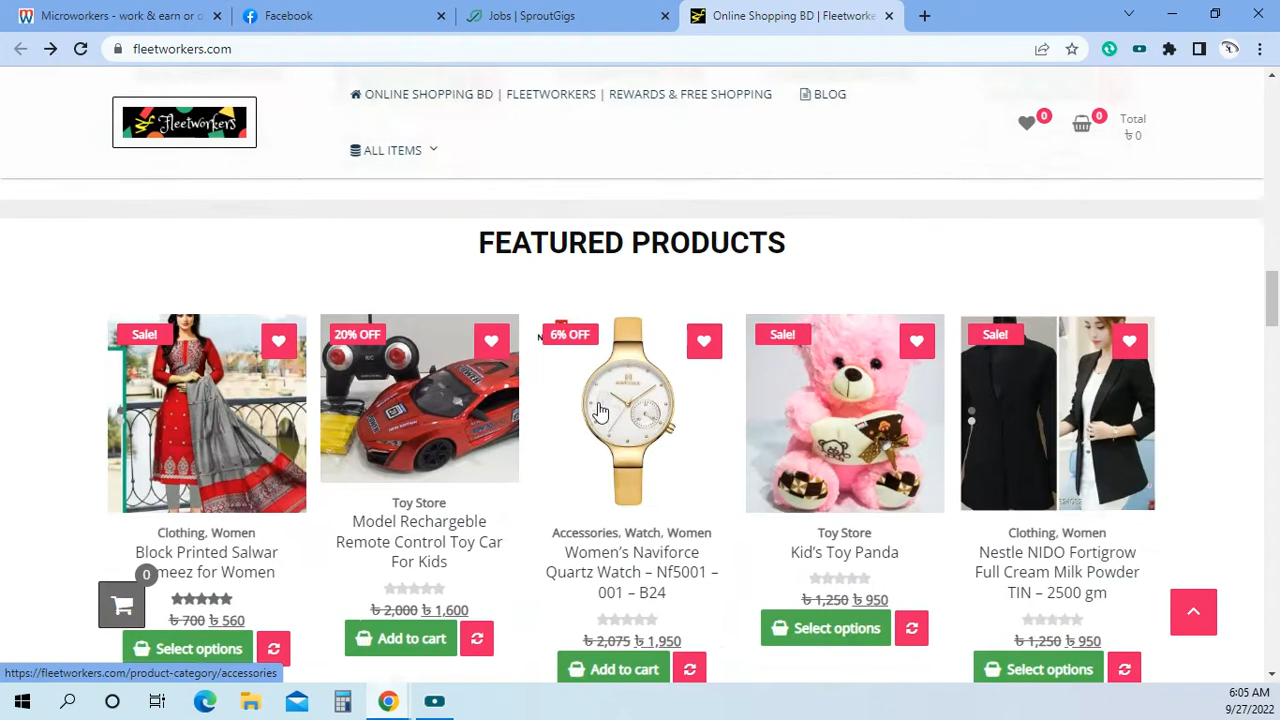 Microworkers - work & earn or o
Facebook
Jobs | SproutGigs
Online Shopping BD | Fleetworke
fleetworkers.com
Fleetworkers
ONLINE SHOPPING BD | FLEETWORKERS | REWARDS & FREE SHOPPING
BLOG
ALL ITEMS
0
0
Total
৳ 0
FEATURED PRODUCTS
Sale!
20% OFF
6% OFF
Sale!
Sale!
Clothing, Women
Block Printed Salwar
meez for Women
৳ 700 ৳ 560
Select options
Toy Store
Model Rechargeble
Remote Control Toy Car
For Kids
৳ 2,000 ৳ 1,600
Add to cart
Accessories, Watch, Women
Women's Naviforce
Quartz Watch – Nf5001 –
001 – B24
৳ 2,075 ৳ 1,950
Add to cart
Toy Store
Kid's Toy Panda
৳ 1,250 ৳ 950
Select options
Clothing, Women
Nestle NIDO Fortigrow
Full Cream Milk Powder
TIN – 2500 gm
৳ 1,250 ৳ 950
Select options
0
https://fleetworkers.com/product-category/accessories
6:05 AM
9/27/2022